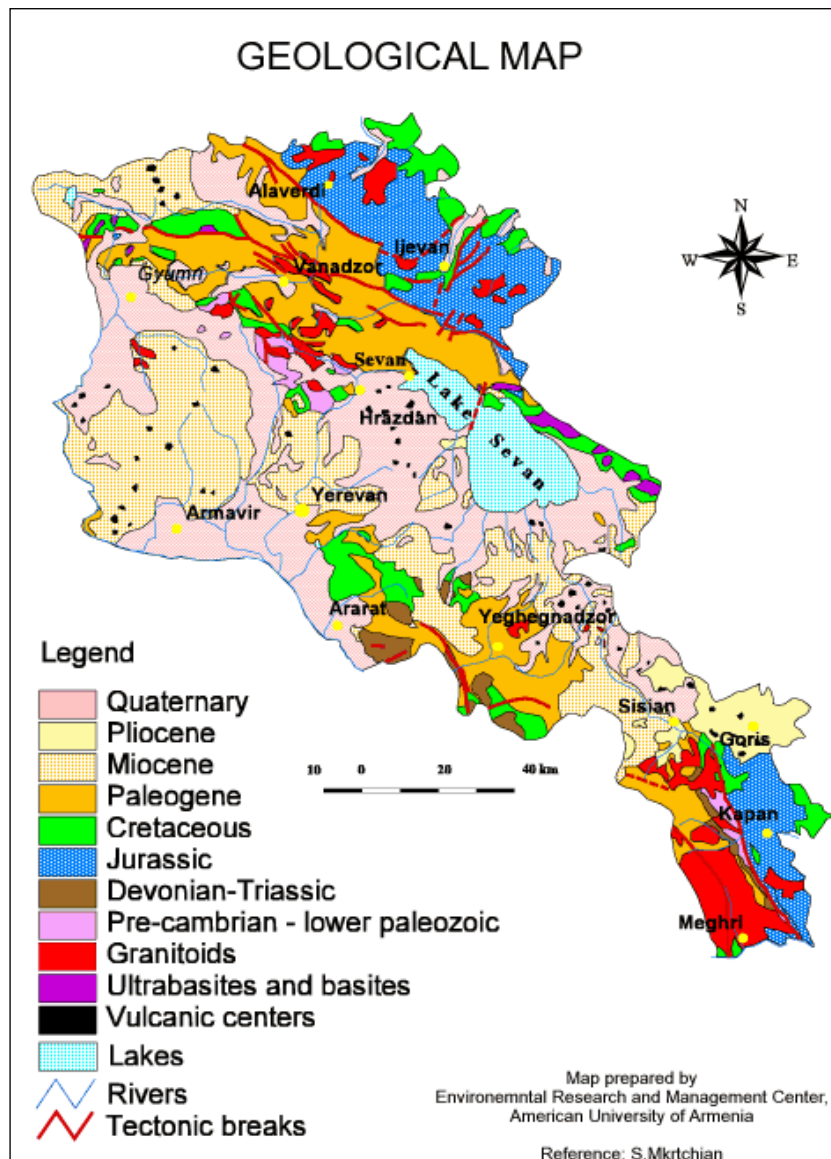 GEOLOGICAL MAP
Alaverdi
Ijevan
N
W
E
S
Gyumri
Vanadzor
Sevan
Lake
Sevan
Hrazdan
Yerevan
Armavir
Ararat
Yeghegnadzor
Sisian
Goris
Kapan
Meghri
Legend
Quaternary
Pliocene
Miocene
Paleogene
Cretaceous
Jurassic
Devonian-Triassic
Pre-cambrian - lower paleozoic
Granitoids
Ultrabasites and basites
Vulcanic centers
Lakes
Rivers
Tectonic breaks
10 0 20 40 km
Map prepared by
Environemntal Research and Management Center,
American University of Armenia
Reference: S.Mkrtchian